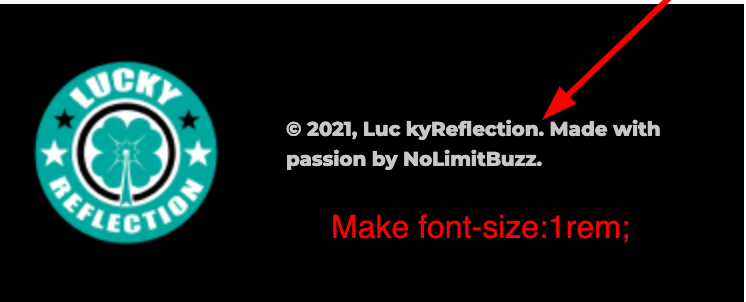 LUCKY
REFLECTION
© 2021, Luc kyReflection. Made with
passion by NoLimitBuzz.
Make font-size:1rem;